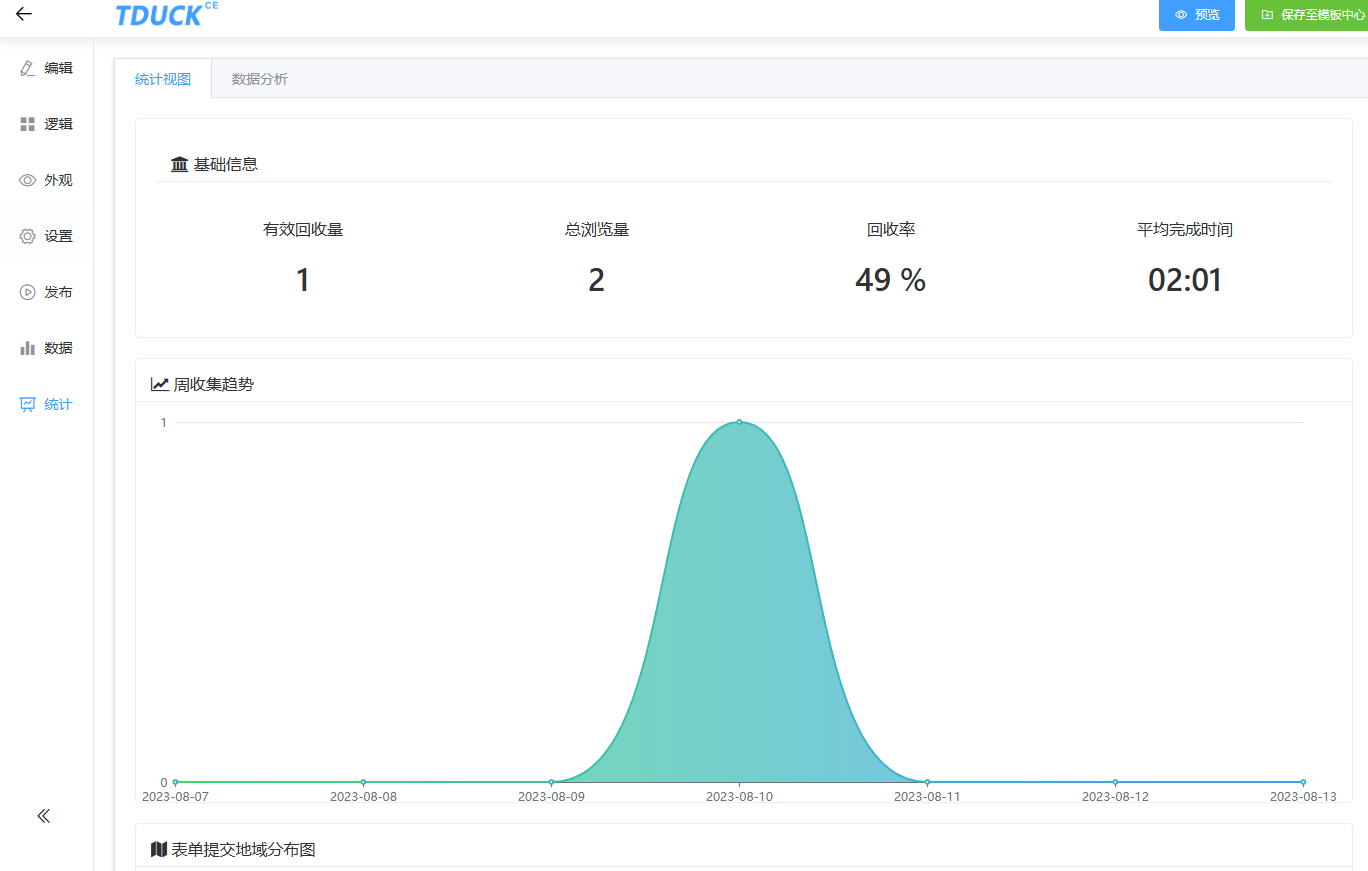 TDUCK CE
预览
保存至模板中心
编辑
逻辑
外观
设置
发布
数据
统计
统计视图 数据分析
基础信息
有效回收量 总浏览量 回收率 平均完成时间
1 2 49 % 02:01
周收集趋势
1
0
2023-08-07 2023-08-08 2023-08-09 2023-08-10 2023-08-11 2023-08-12 2023-08-13
表单提交地域分布图